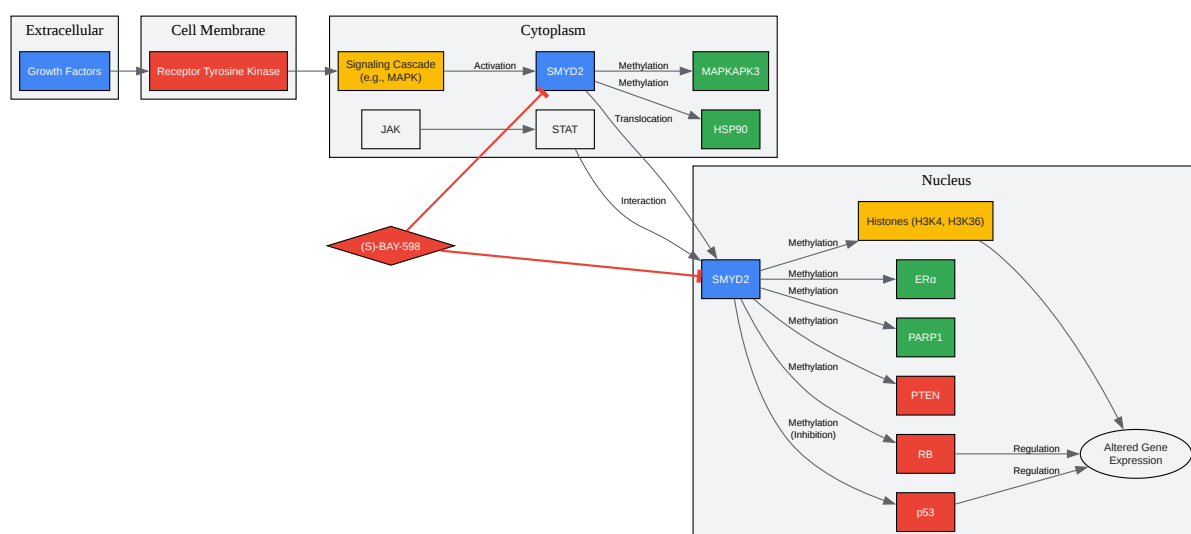 Extracellular
Growth Factors
Cell Membrane
Receptor Tyrosine Kinase
Cytoplasm
Signaling Cascade
(e.g., MAPK)
Activation
SMYD2
Methylation
MAPKAPK3
Methylation
HSP90
JAK
STAT
Translocation
Interaction
(S)-BAY-598
Nucleus
SMYD2
Methylation
Histones (H3K4, H3K36)
Methylation
ERα
Methylation
PARP1
Methylation
PTEN
Methylation
RB
Methylation
(Inhibition)
p53
Regulation
Regulation
Altered Gene
Expression